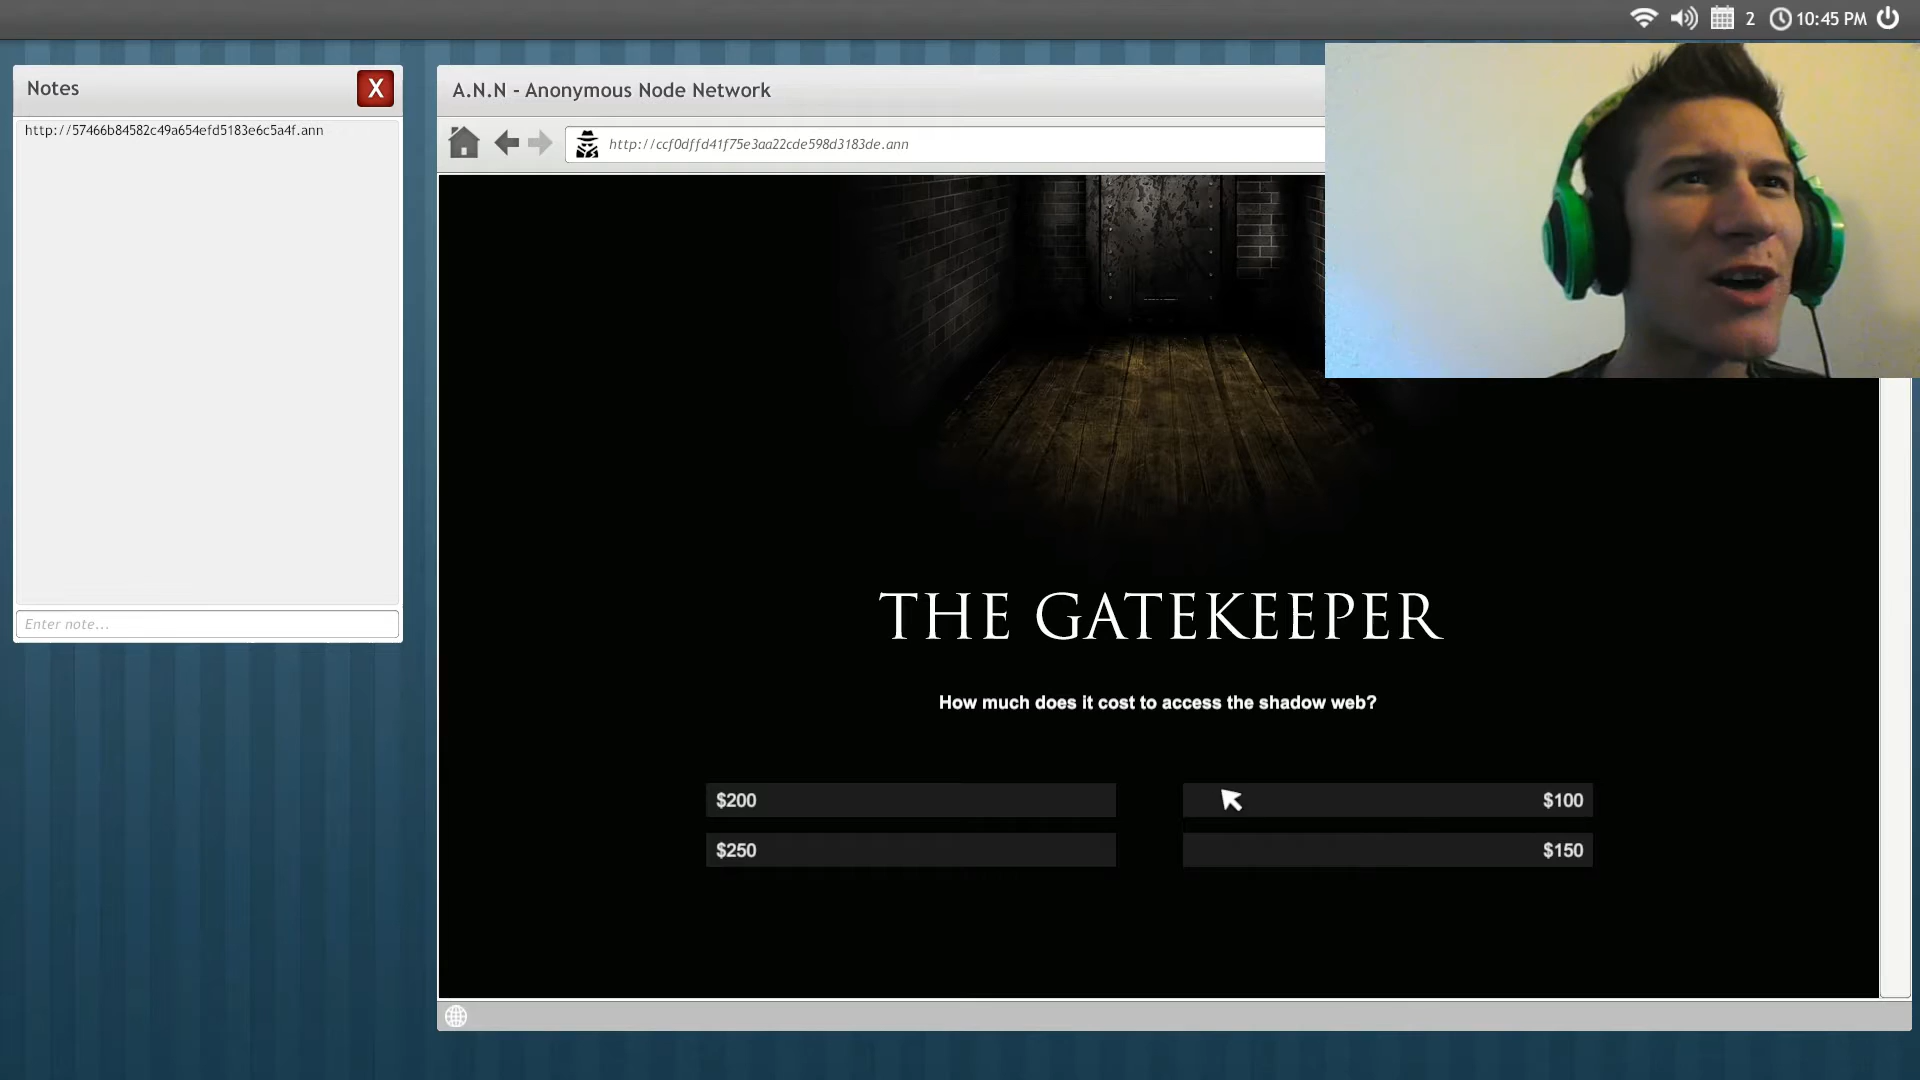 2
10:45 PM
Notes
X
http://57466b84582c49a654efd5183e6c5a4f.ann
Enter note...
A.N.N - Anonymous Node Network
http://ccf0dffd41f75e3aa22cde598d3183de.ann
THE GATEKEEPER
How much does it cost to access the shadow web?
$200
$100
$250
$150